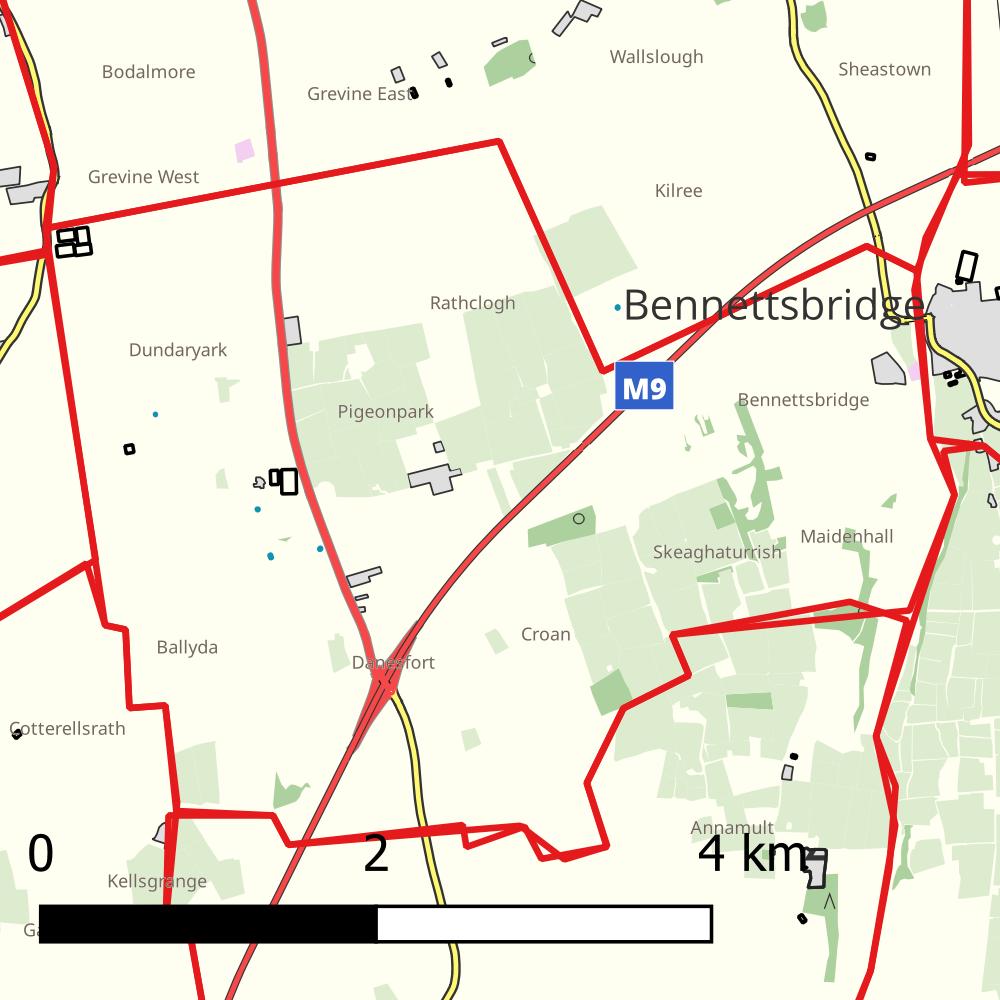 Wallslough
Bodalmore
Sheastown
Grevine East
Grevine West
Kilree
Rathclogh
Bennettsbridge
Dundaryark
M9
Bennettsbridge
Pigeonpark
Maidenhall
Skeaghaturrish
Croan
Ballyda
Danesfort
Cotterellsrath
Annamult
0 2 4 km
Kellsgrange